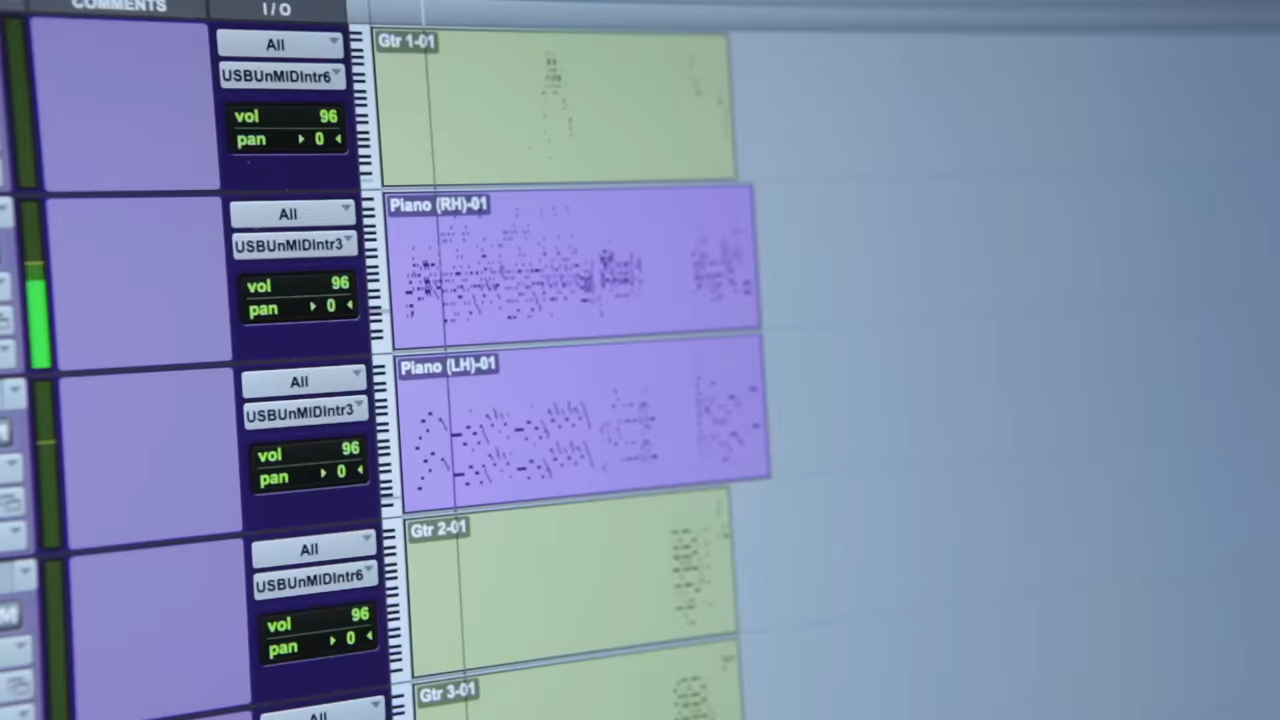 COMMENTS
I / O
All
USBUnMIDIntr6
vol 96
pan 0
Gtr 1-01
All
USBUnMIDIntr3
vol 96
pan 0
Piano (RH)-01
All
USBUnMIDIntr3
vol 96
pan 0
Piano (LH)-01
All
USBUnMIDIntr6
vol 96
pan 0
Gtr 2-01
All
Gtr 3-01
M